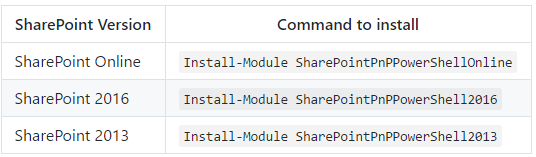 SharePoint Version Command to install
SharePoint Online Install-Module SharePointPnPPowerShellOnline
SharePoint 2016 Install-Module SharePointPnPPowerShell2016
SharePoint 2013 Install-Module SharePointPnPPowerShell2013